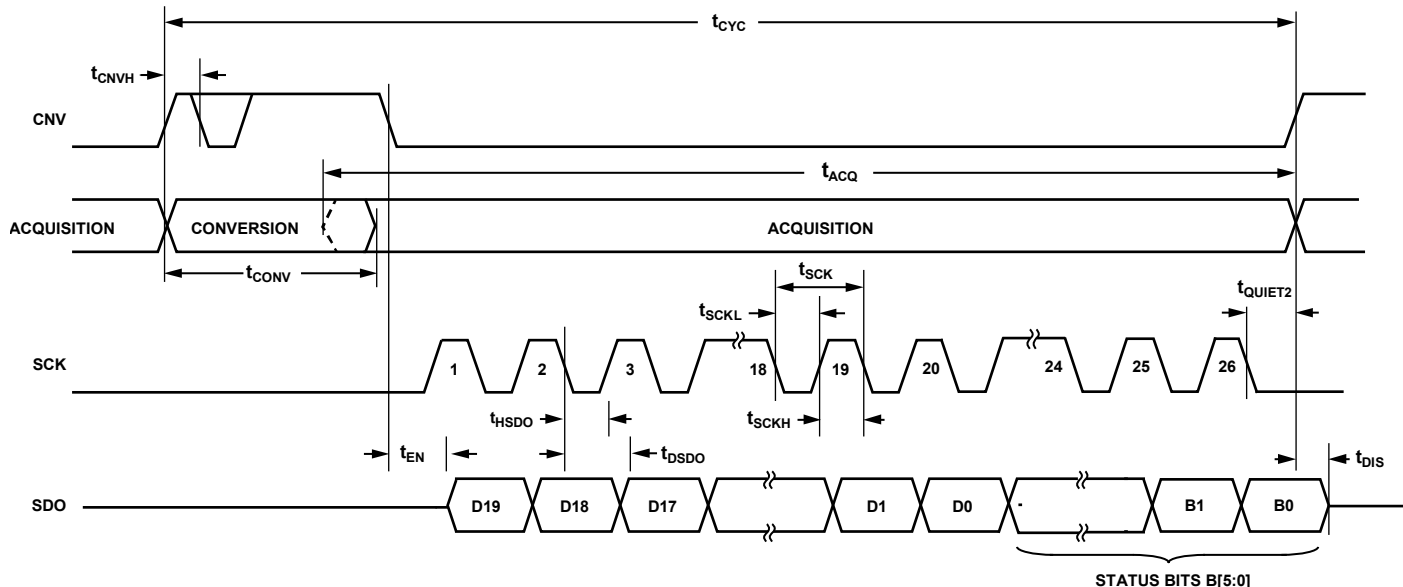 tCYC
tCNVH
CNV
tACQ
ACQUISITION CONVERSION ACQUISITION
tCONV
tSCK
tQUIET2
tSCKL
SCK 1 2 3 18 19 20 24 25 26
tHSDO
tSCKH
tEN
tDSDO
tDIS
SDO D19 D18 D17 D1 D0 B1 B0
STATUS BITS B[5:0]